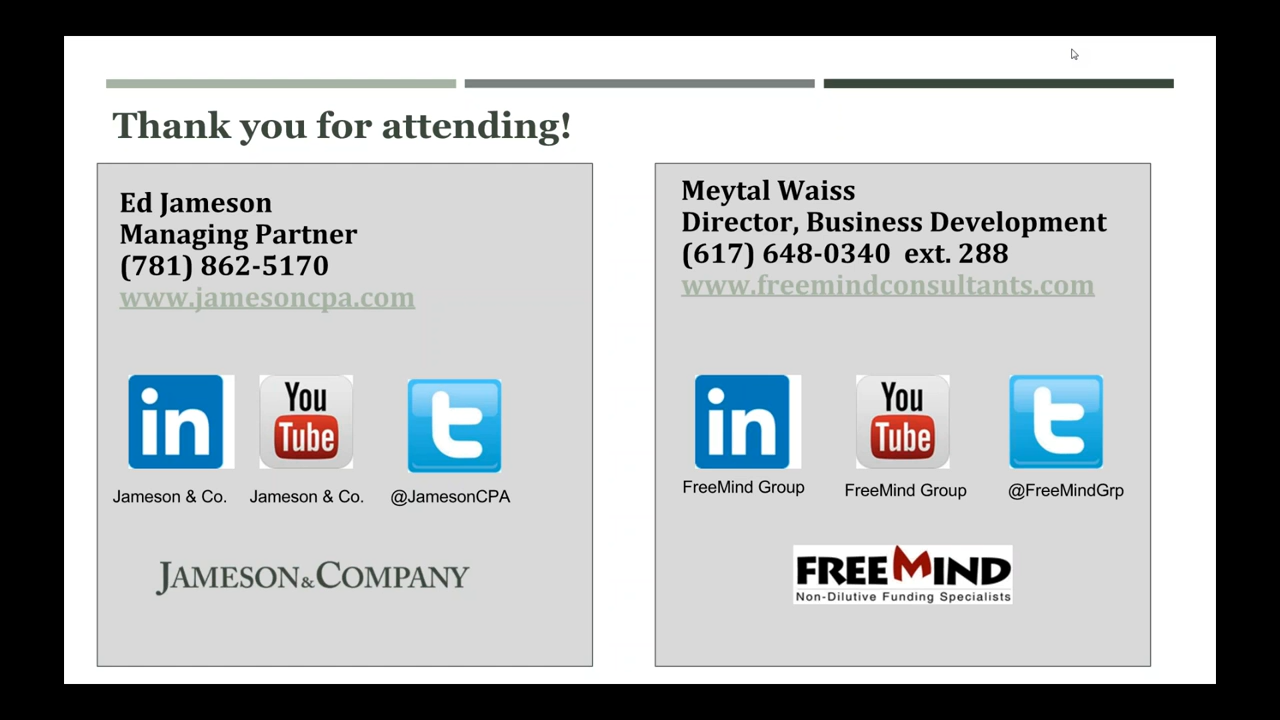 Thank you for attending!
Ed Jameson
Managing Partner
(781) 862-5170
www.jamesoncpa.com
in
You
Tube
t
Jameson & Co.
Jameson & Co.
@JamesonCPA
JAMESON&COMPANY
Meytal Waiss
Director, Business Development
(617) 648-0340 ext. 288
www.freemindconsultants.com
in
You
Tube
t
FreeMind Group
FreeMind Group
@FreeMindGrp
FREEMIND
Non-Dilutive Funding Specialists